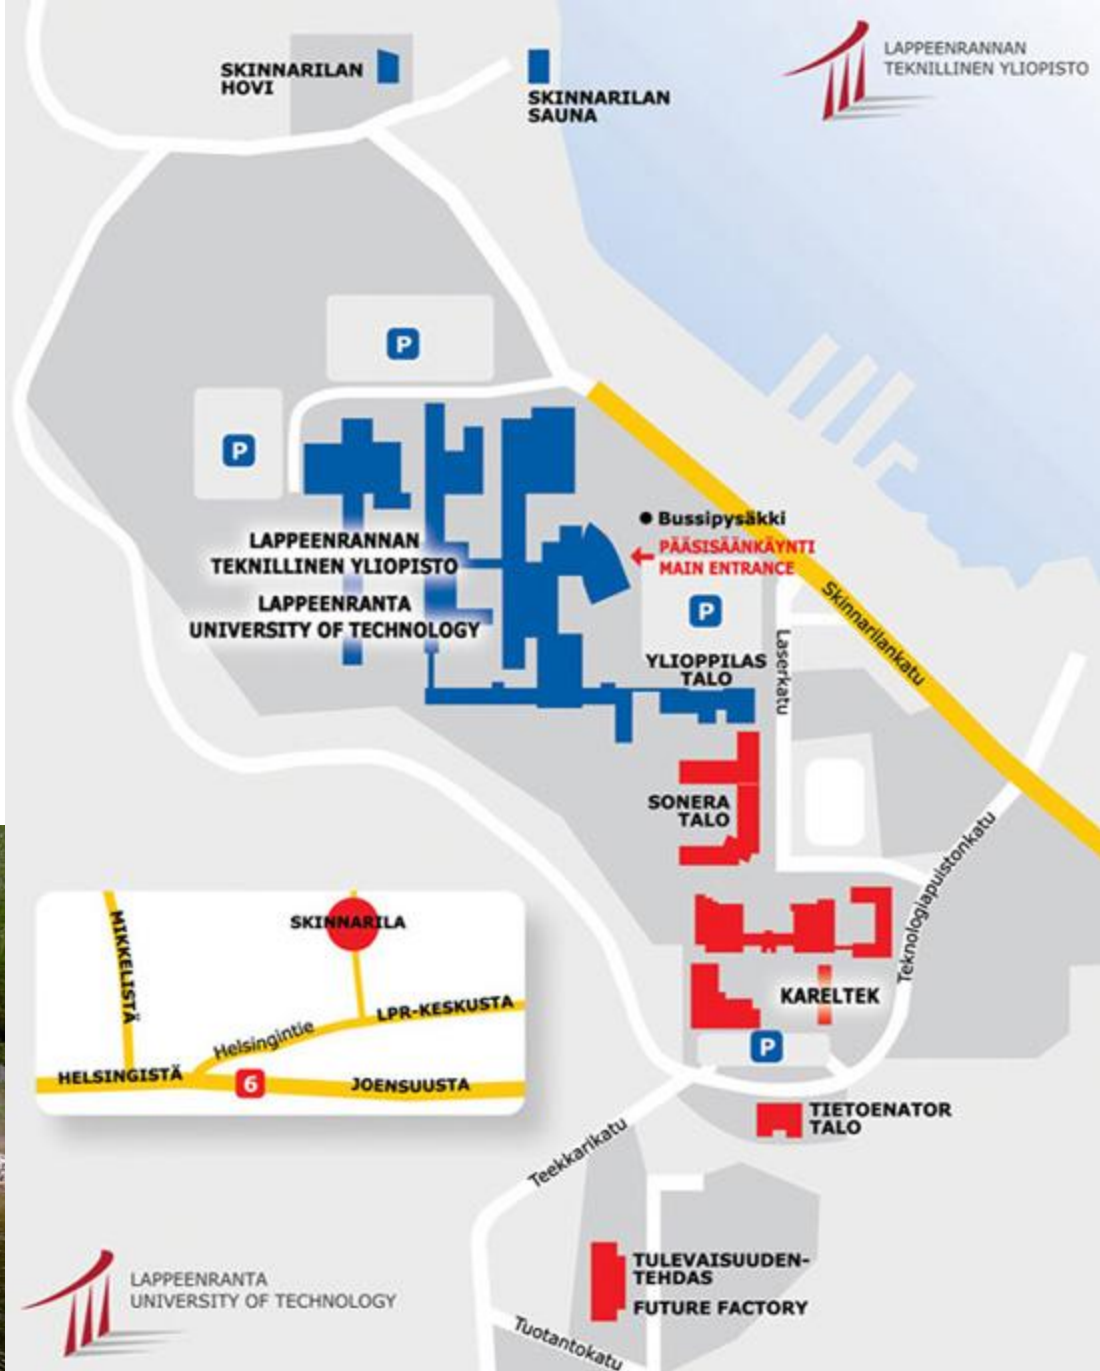 LAPPEENRANNAN
TEKNILLINEN YLIOPISTO
SKINNARILAN
HOVI
SKINNARILAN
SAUNA
P
P
Bussipysäkki
PÄÄSISÄÄNKÄYNTI
MAIN ENTRANCE
LAPPEENRANNAN
TEKNILLINEN YLIOPISTO
LAPPEENRANTA
UNIVERSITY OF TECHNOLOGY
P
Skinnarilankatu
Laserkatu
YLIOPPILAS
TALO
SONERA
TALO
Teknologiapuistonkatu
KARELTEK
P
MIKKELISTÄ
SKINNARILA
LPR-KESKUSTA
Helsingintie
HELSINGISTÄ
6
JOENSUUSTA
TIETOENATOR
TALO
Teekkarikatu
TULEVAISUUDEN-
TEHDAS
FUTURE FACTORY
Tuotantokatu
LAPPEENRANTA
UNIVERSITY OF TECHNOLOGY